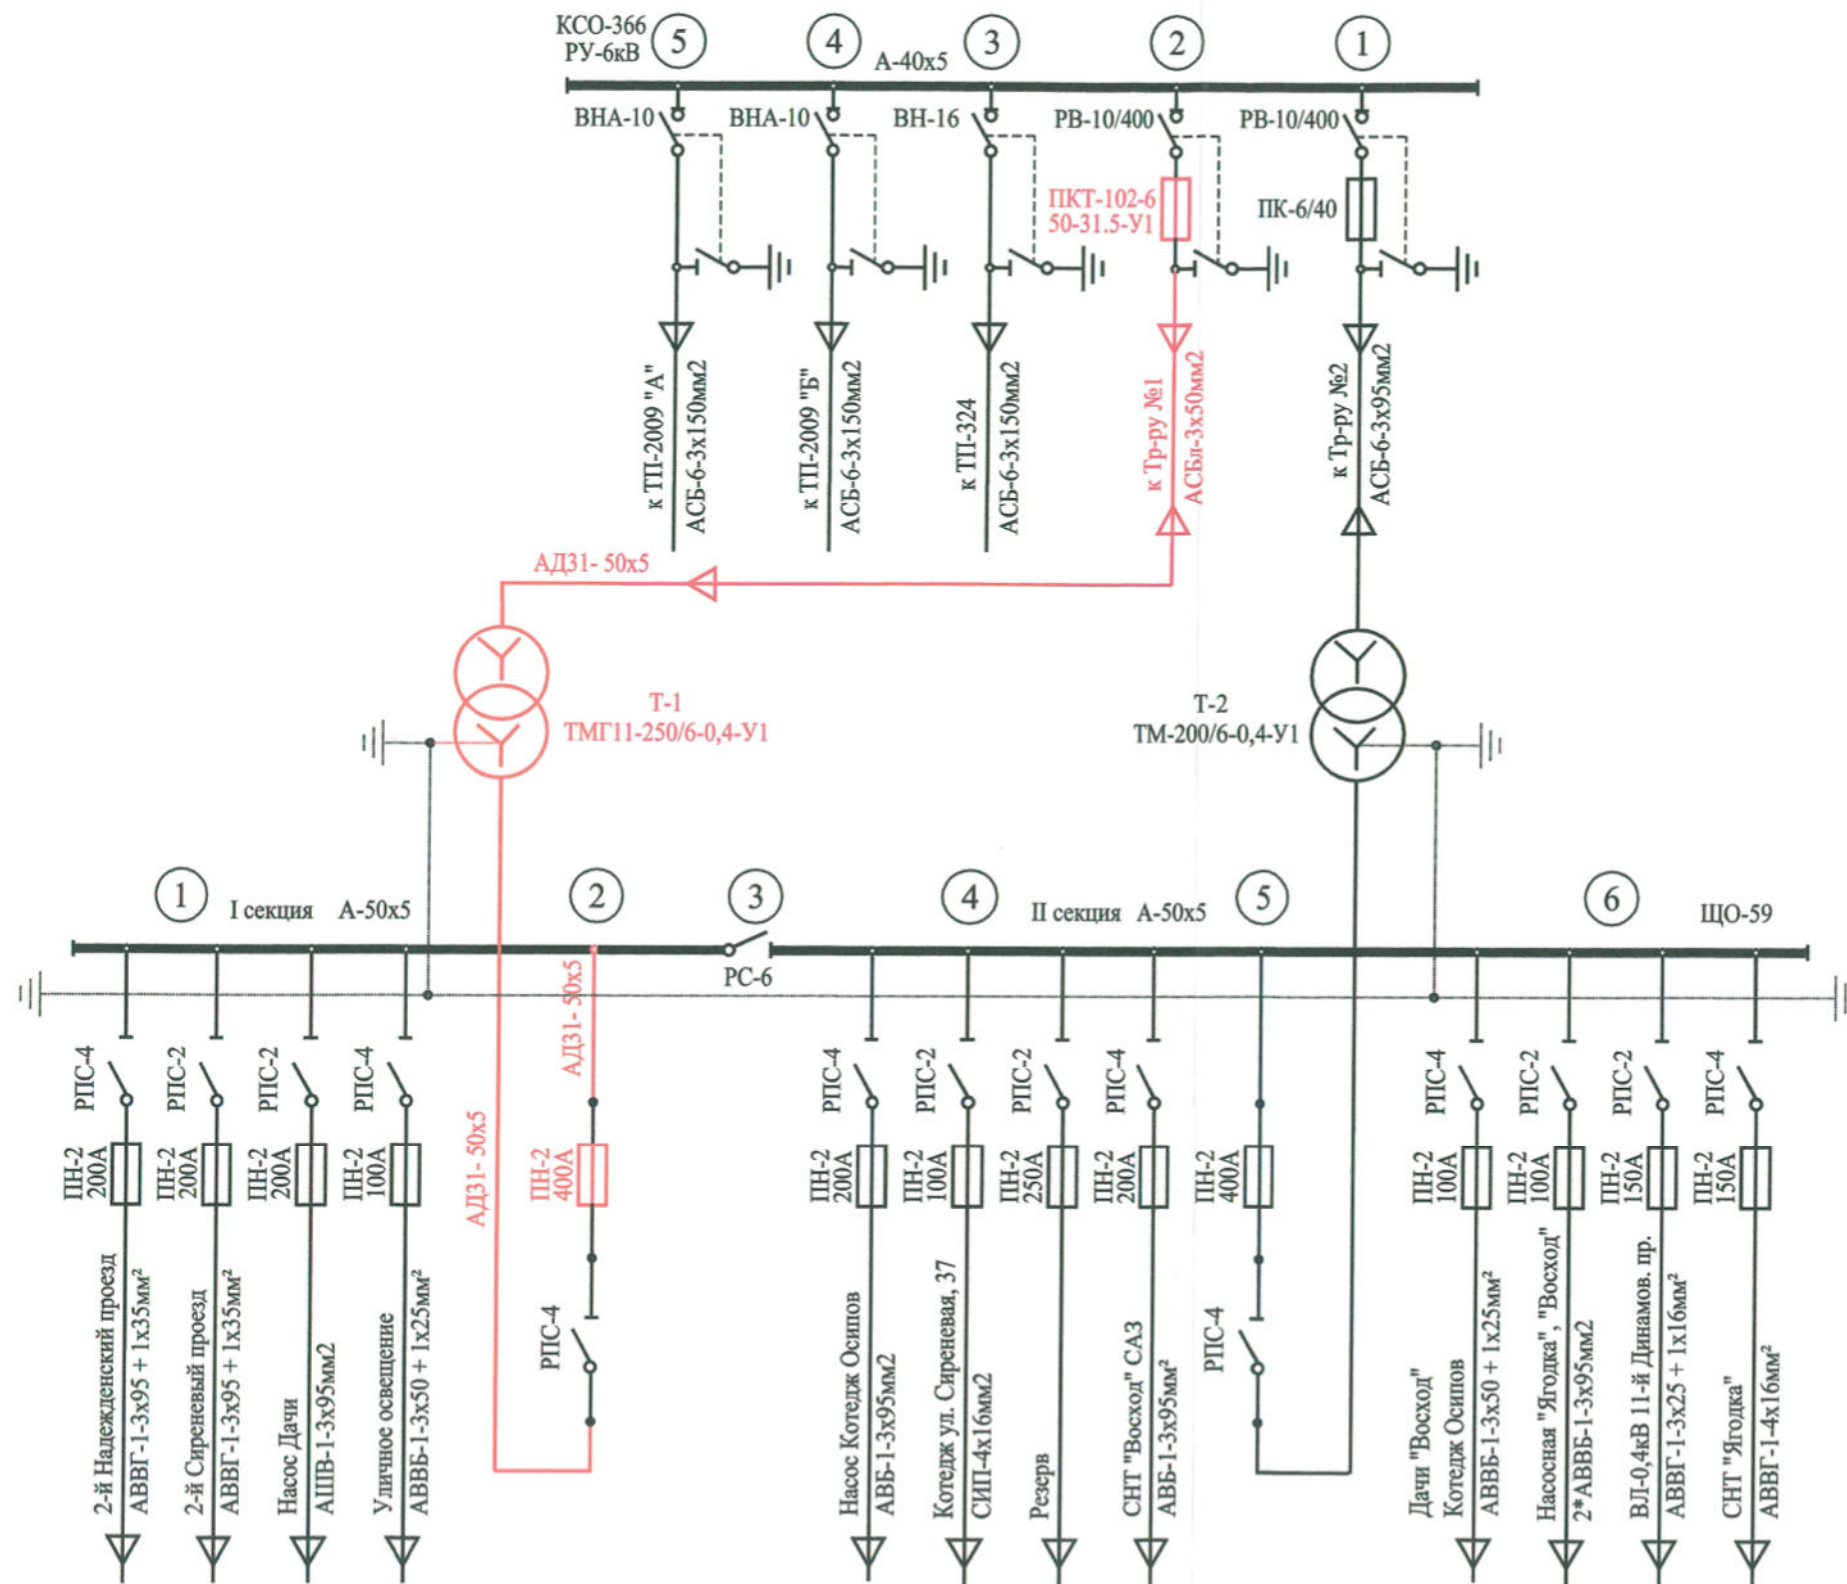 КСО-366
РУ-6кВ
5
4
3
2
1
А-40х5
ВНА-10
ВНА-10
ВН-16
РВ-10/400
РВ-10/400
ПКТ-102-6
50-31.5-У1
ПК-6/40
к ТП-2009 "А"
АСБ-6-3х150мм2
к ТП-2009 "Б"
АСБ-6-3х150мм2
к ТП-324
АСБ-6-3х150мм2
к Тр-ру №1
АСБл-3х50мм2
к Тр-ру №2
АСБ-6-3х95мм2
АД31- 50х5
Т-1
ТМГ11-250/6-0,4-У1
Т-2
ТМ-200/6-0,4-У1
1
I секция А-50х5
2
3
4
II секция А-50х5
5
6
ЩО-59
РС-6
АД31- 50х5
АД31- 50х5
РПС-4
РПС-2
РПС-2
РПС-4
РПС-4
РПС-2
РПС-2
РПС-4
РПС-4
РПС-2
РПС-2
РПС-4
ПН-2
200А
ПН-2
200А
ПН-2
200А
ПН-2
100А
ПН-2
400А
ПН-2
200А
ПН-2
100А
ПН-2
250А
ПН-2
200А
ПН-2
400А
ПН-2
100А
ПН-2
100А
ПН-2
150А
ПН-2
150А
РПС-4
РПС-4
2-й Надежденский проезд
АВВГ-1-3х95 + 1х35мм²
2-й Сиреневый проезд
АВВГ-1-3х95 + 1х35мм²
Насос Дачи
АПВ-1-3х95мм2
Уличное освещение
АВВБ-1-3х50 + 1х25мм²
Насос Котедж Осипов
АВБ-1-3х95мм2
Котедж ул. Сиреневая, 37
СИП-4х16мм2
Резерв
СНТ "Восход" САЗ
АВБ-1-3х95мм²
Дачи "Восход"
Котедж Осипов
АВВБ-1-3х50 + 1х25мм²
Насосная "Ягодка", "Восход"
2*АВВБ-1-3х95мм2
ВЛ-0,4кВ 11-й Динамов. пр.
АВВГ-1-3х25 + 1х16мм²
СНТ "Ягодка"
АВВГ-1-4х16мм²